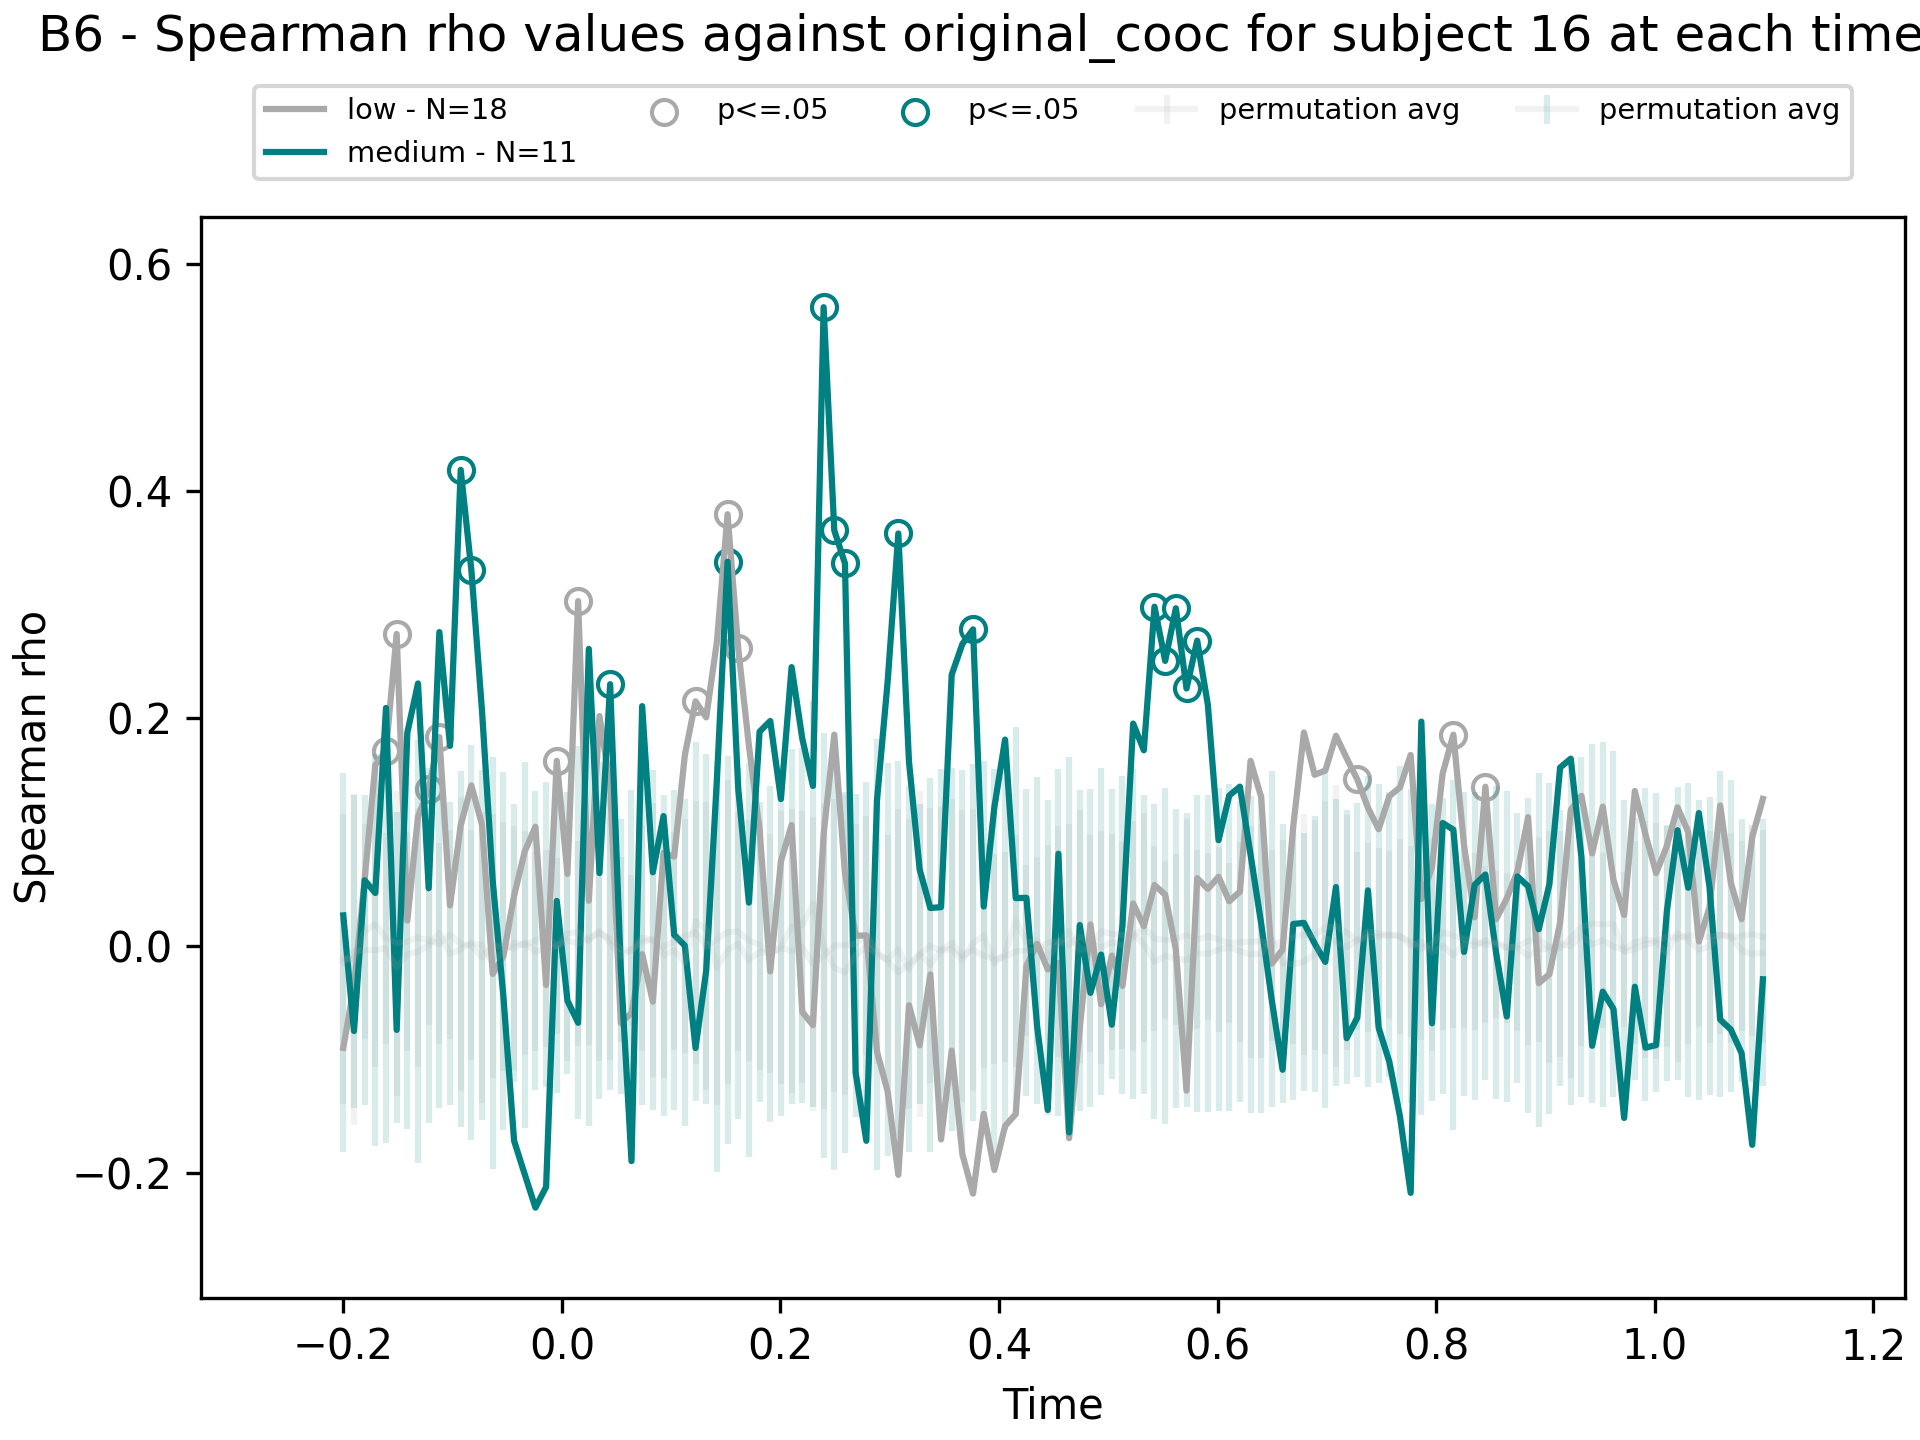 B6 - Spearman rho values against original_cooc for subject 16 at each time
low - N=18
medium - N=11
p<=.05
p<=.05
permutation avg
permutation avg
Spearman rho
0.6
0.4
0.2
0.0
−0.2
−0.2 0.0 0.2 0.4 0.6 0.8 1.0 1.2
Time